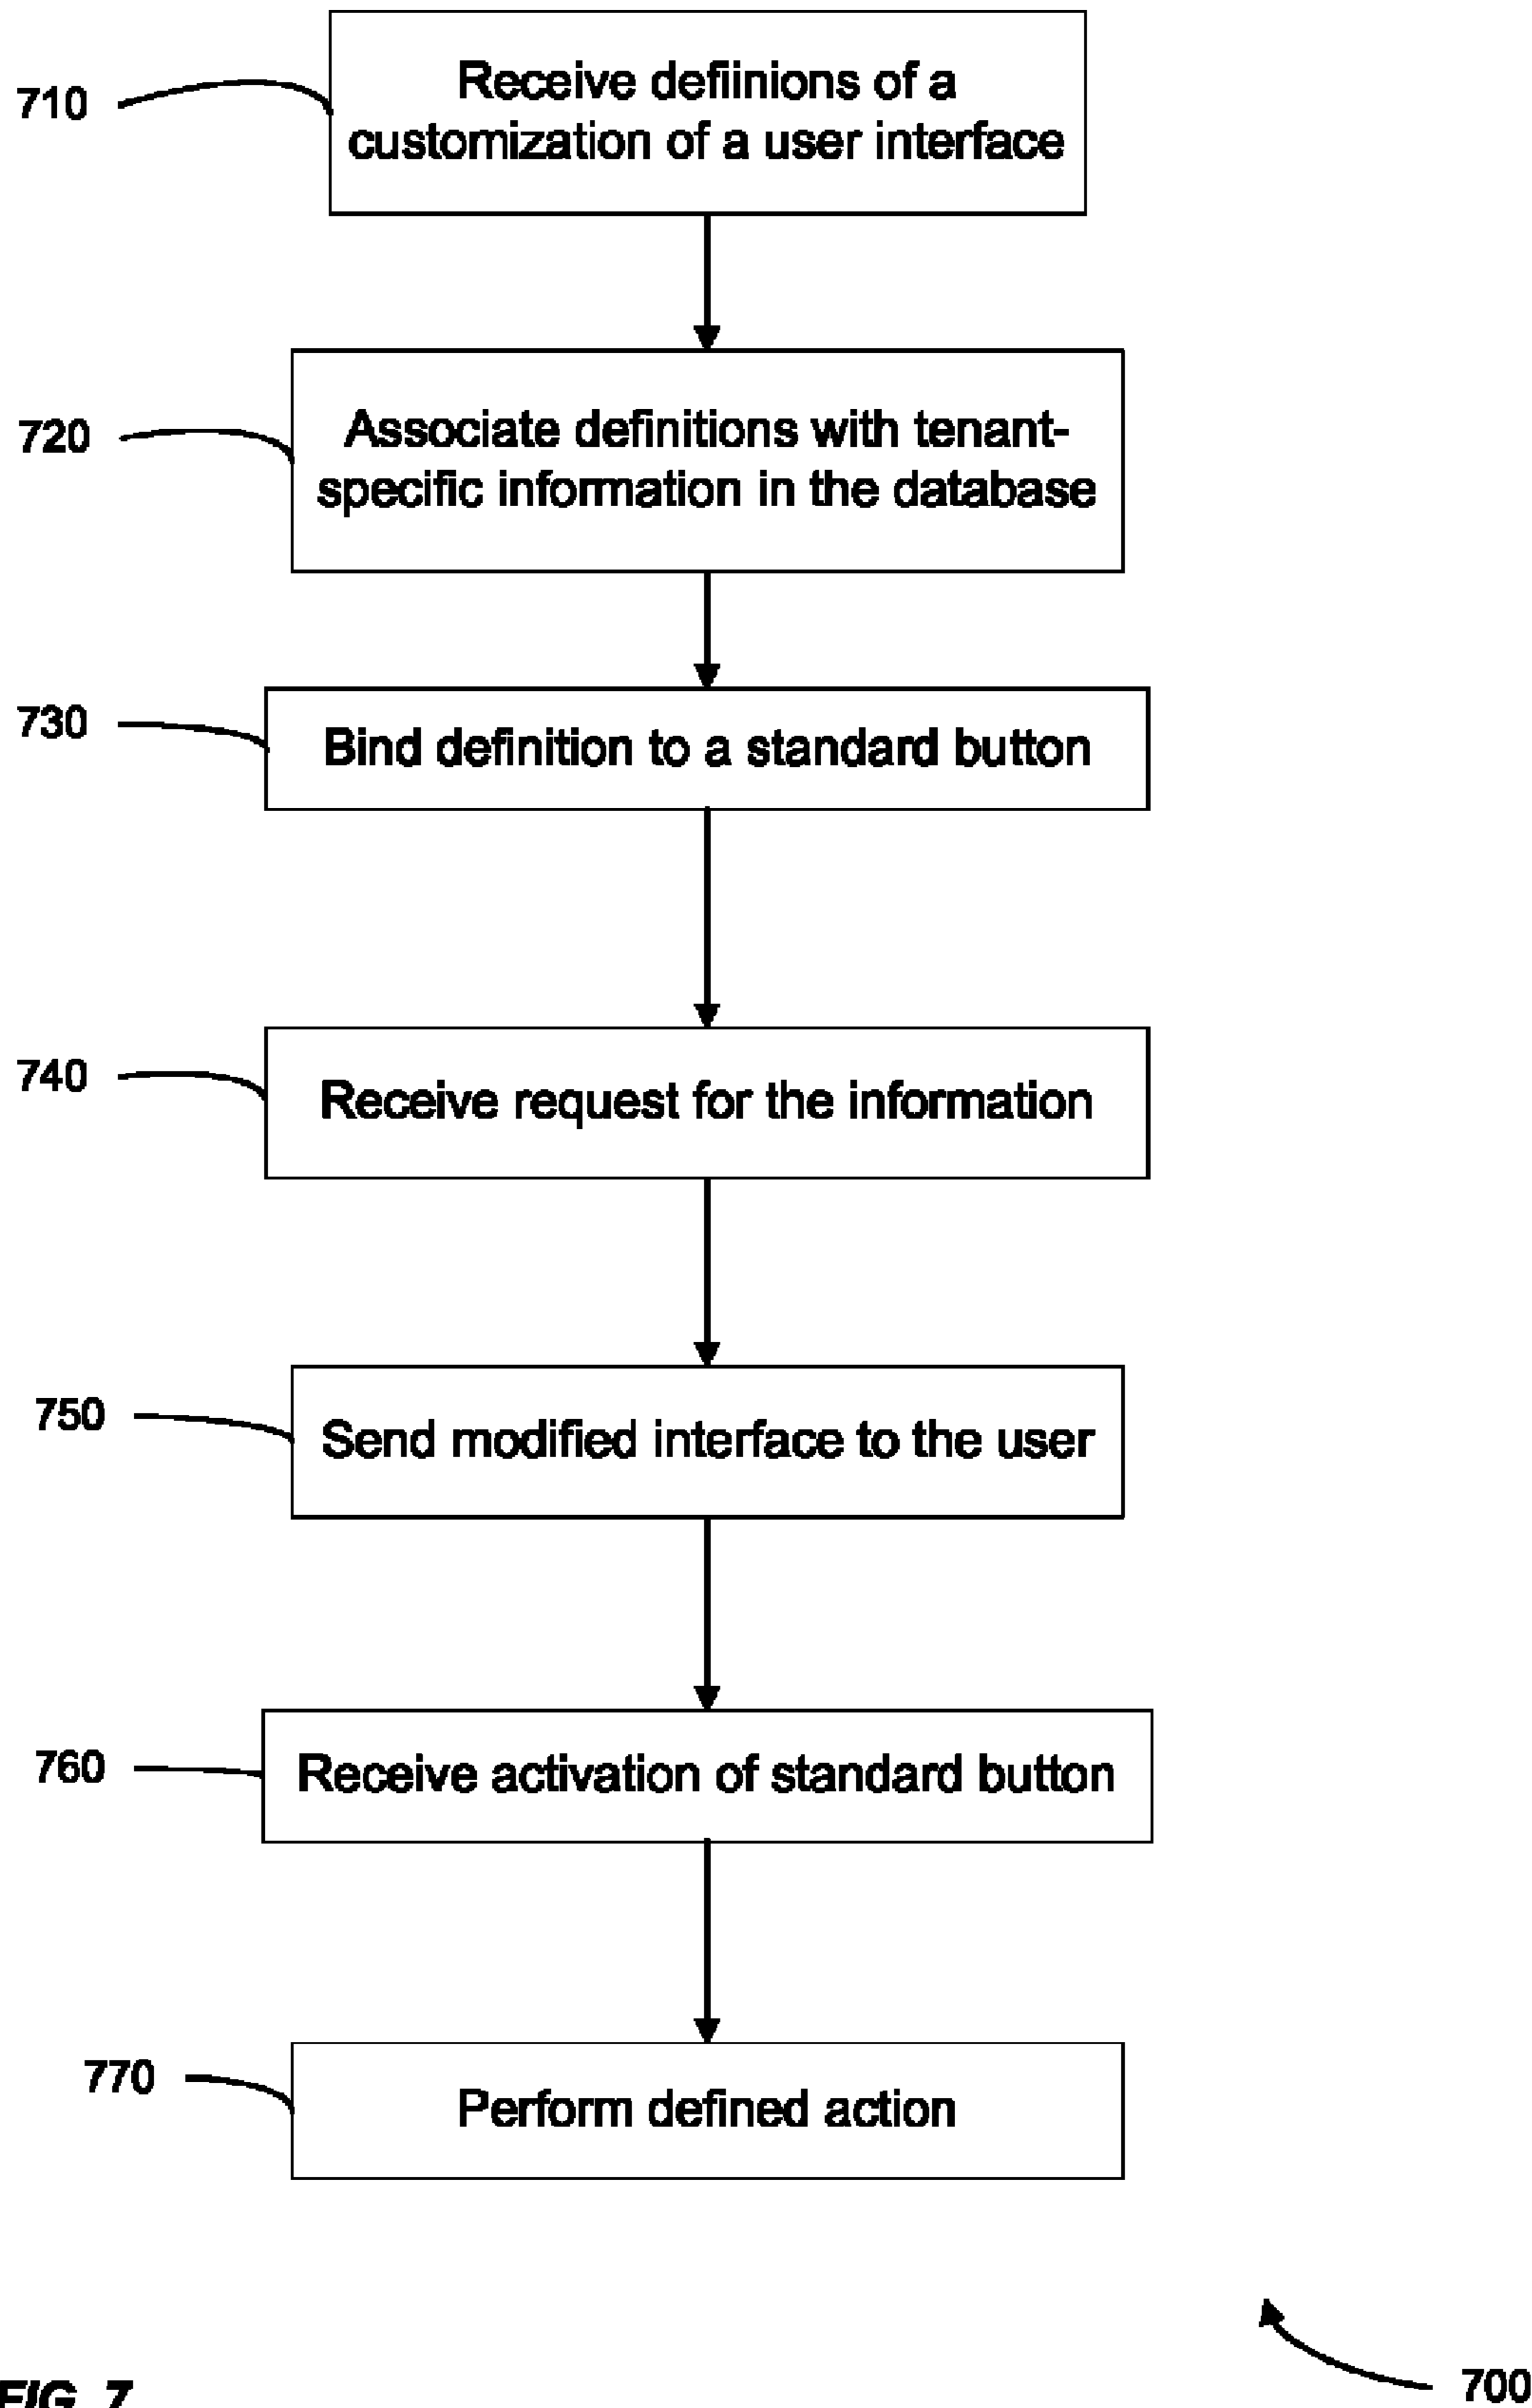 710
Receive defiinions of a
customization of a user interface
720
Associate definitions with tenant-
specific information in the database
730
Bind definition to a standard button
740
Receive request for the information
750
Send modified interface to the user
760
Receive activation of standard button
770
Perform defined action
700
FIG. 7